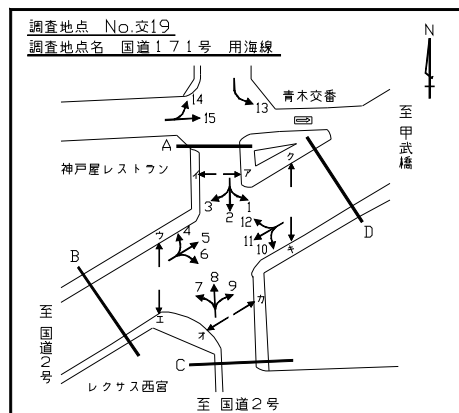 調査地点 No.交19
調査地点名 国道171号 用海線
N
14
13
青木交番
15
至 甲武橋
A
神戸屋レストラン
イ
ア
ク
3
2
1
12
11
10
キ
D
ウ
4
5
6
B
8
7
9
カ
エ
オ
至 国道2号
C
レクサス西宮
至 国道2号